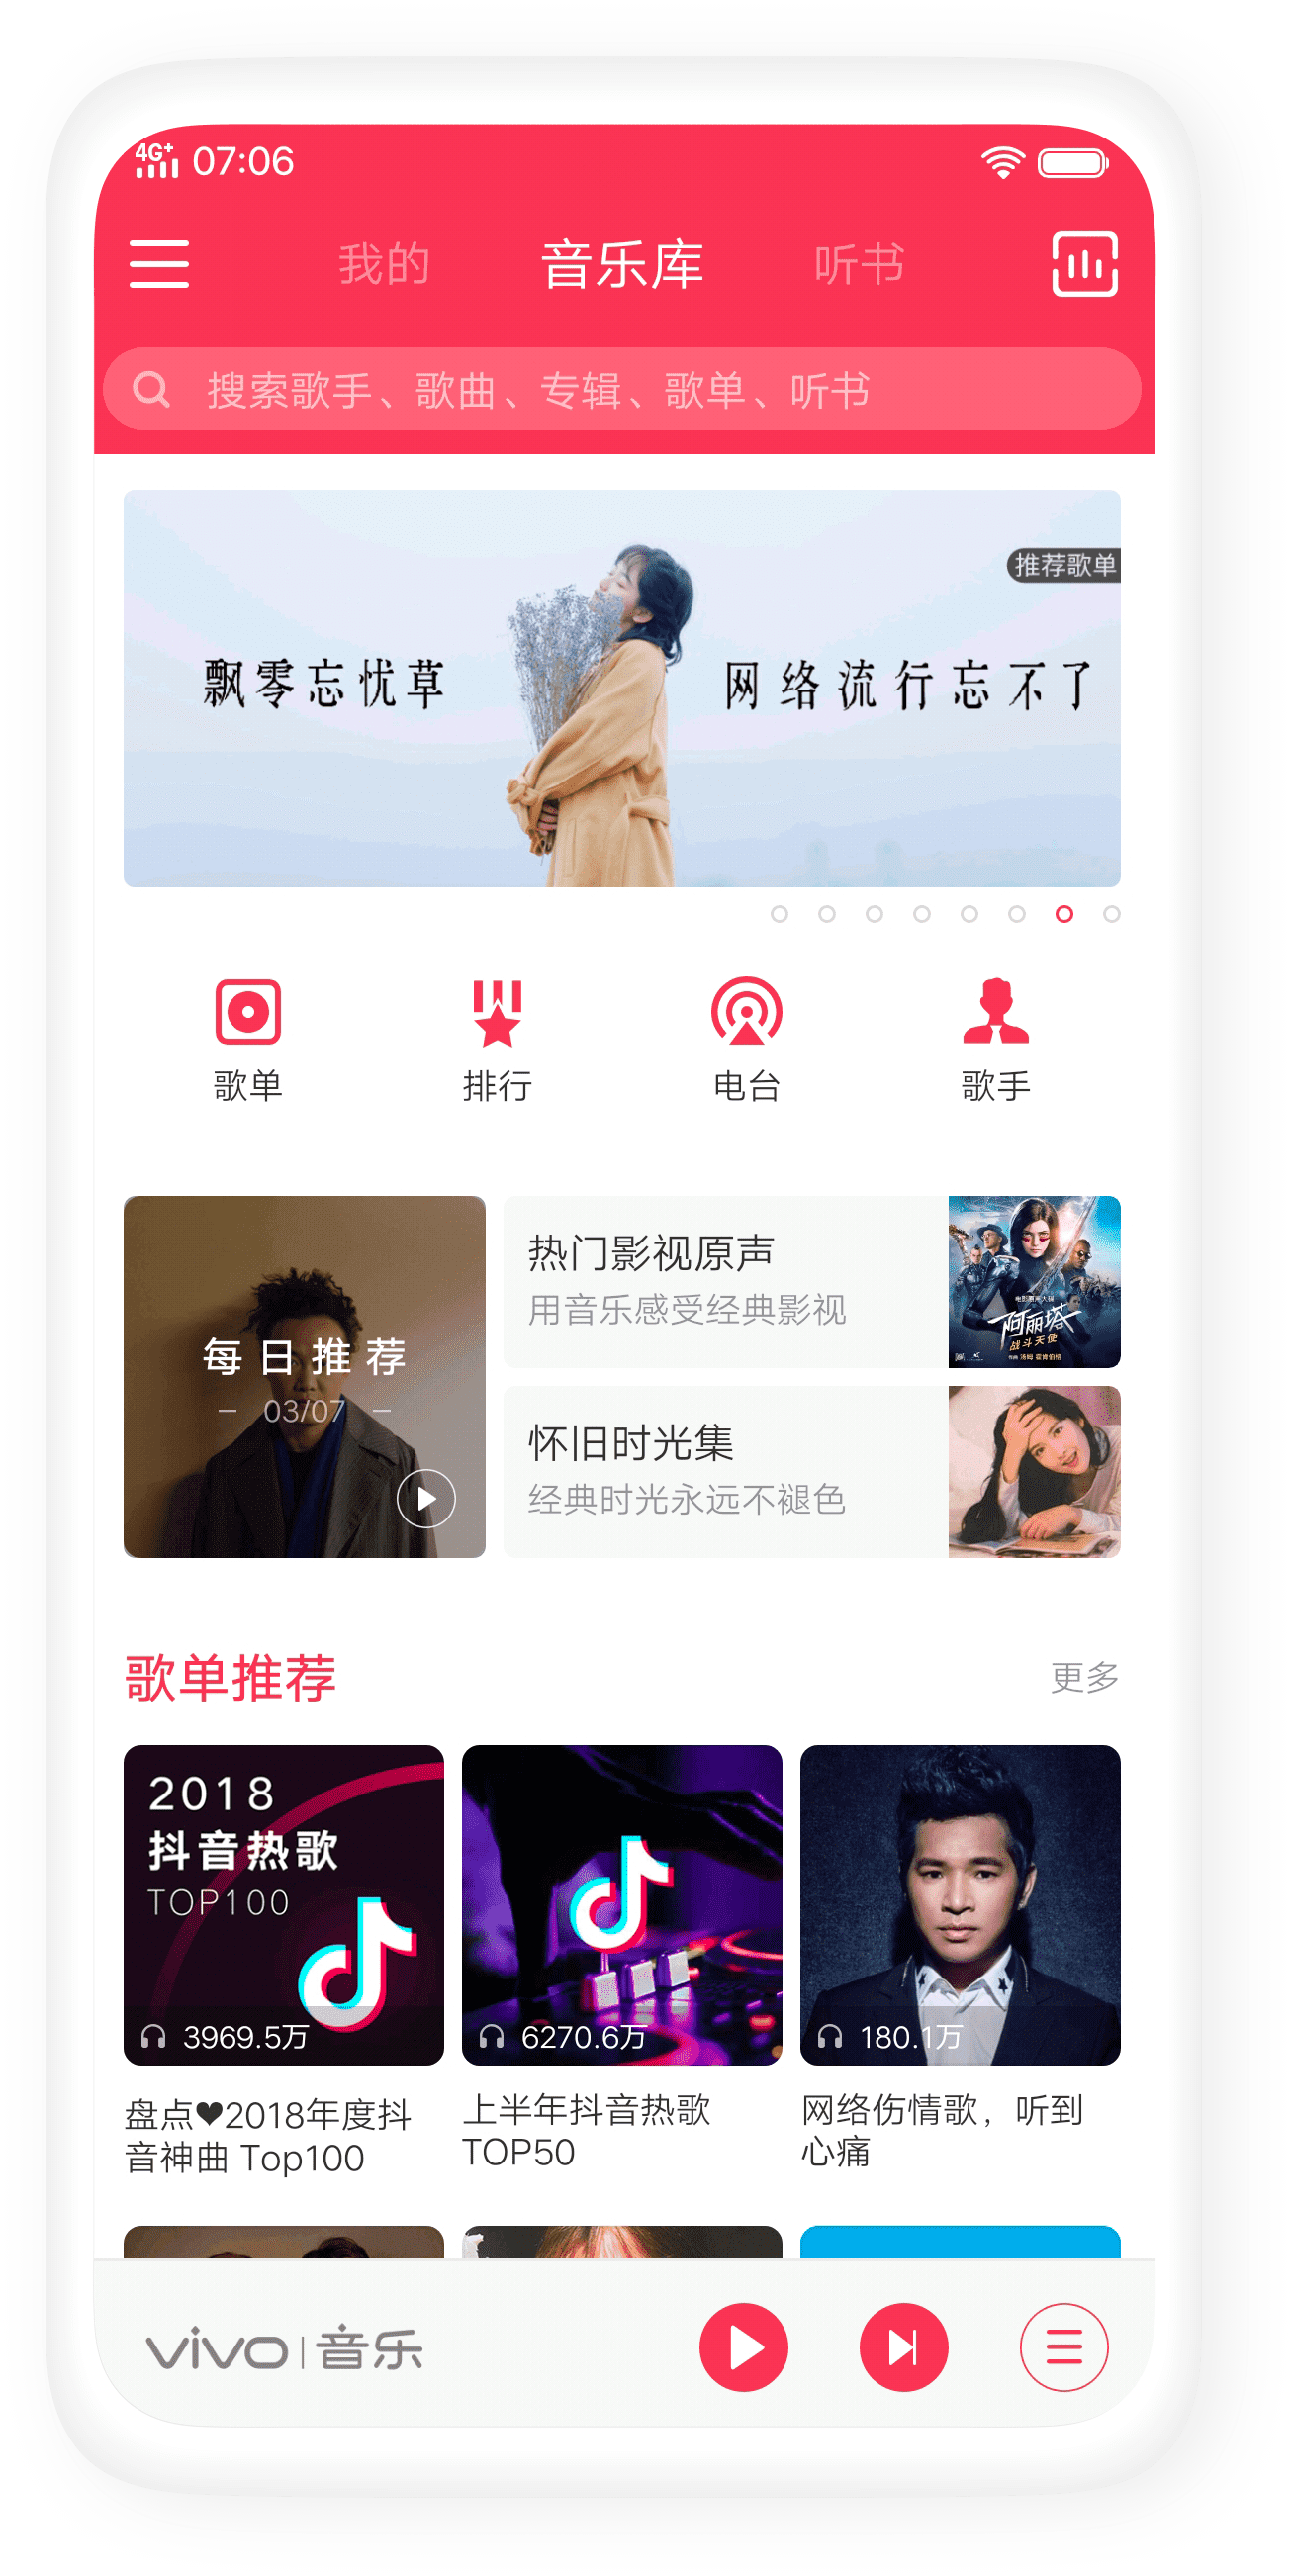 4G+ 07:06
我的 音乐库 听书
搜索歌手、歌曲、专辑、歌单、听书
推荐歌单
飘零忘忧草 网络流行忘不了
歌单 排行 电台 歌手
每日推荐
03/07
热门影视原声
用音乐感受经典影视
阿丽塔
战斗天使
怀旧时光集
经典时光永远不褪色
歌单推荐 更多
2018
抖音热歌
TOP100
3969.5万 6270.6万 180.1万
盘点♥2018年度抖
音神曲 Top100
上半年抖音热歌
TOP50
网络伤情歌，听到
心痛
vivo 音乐